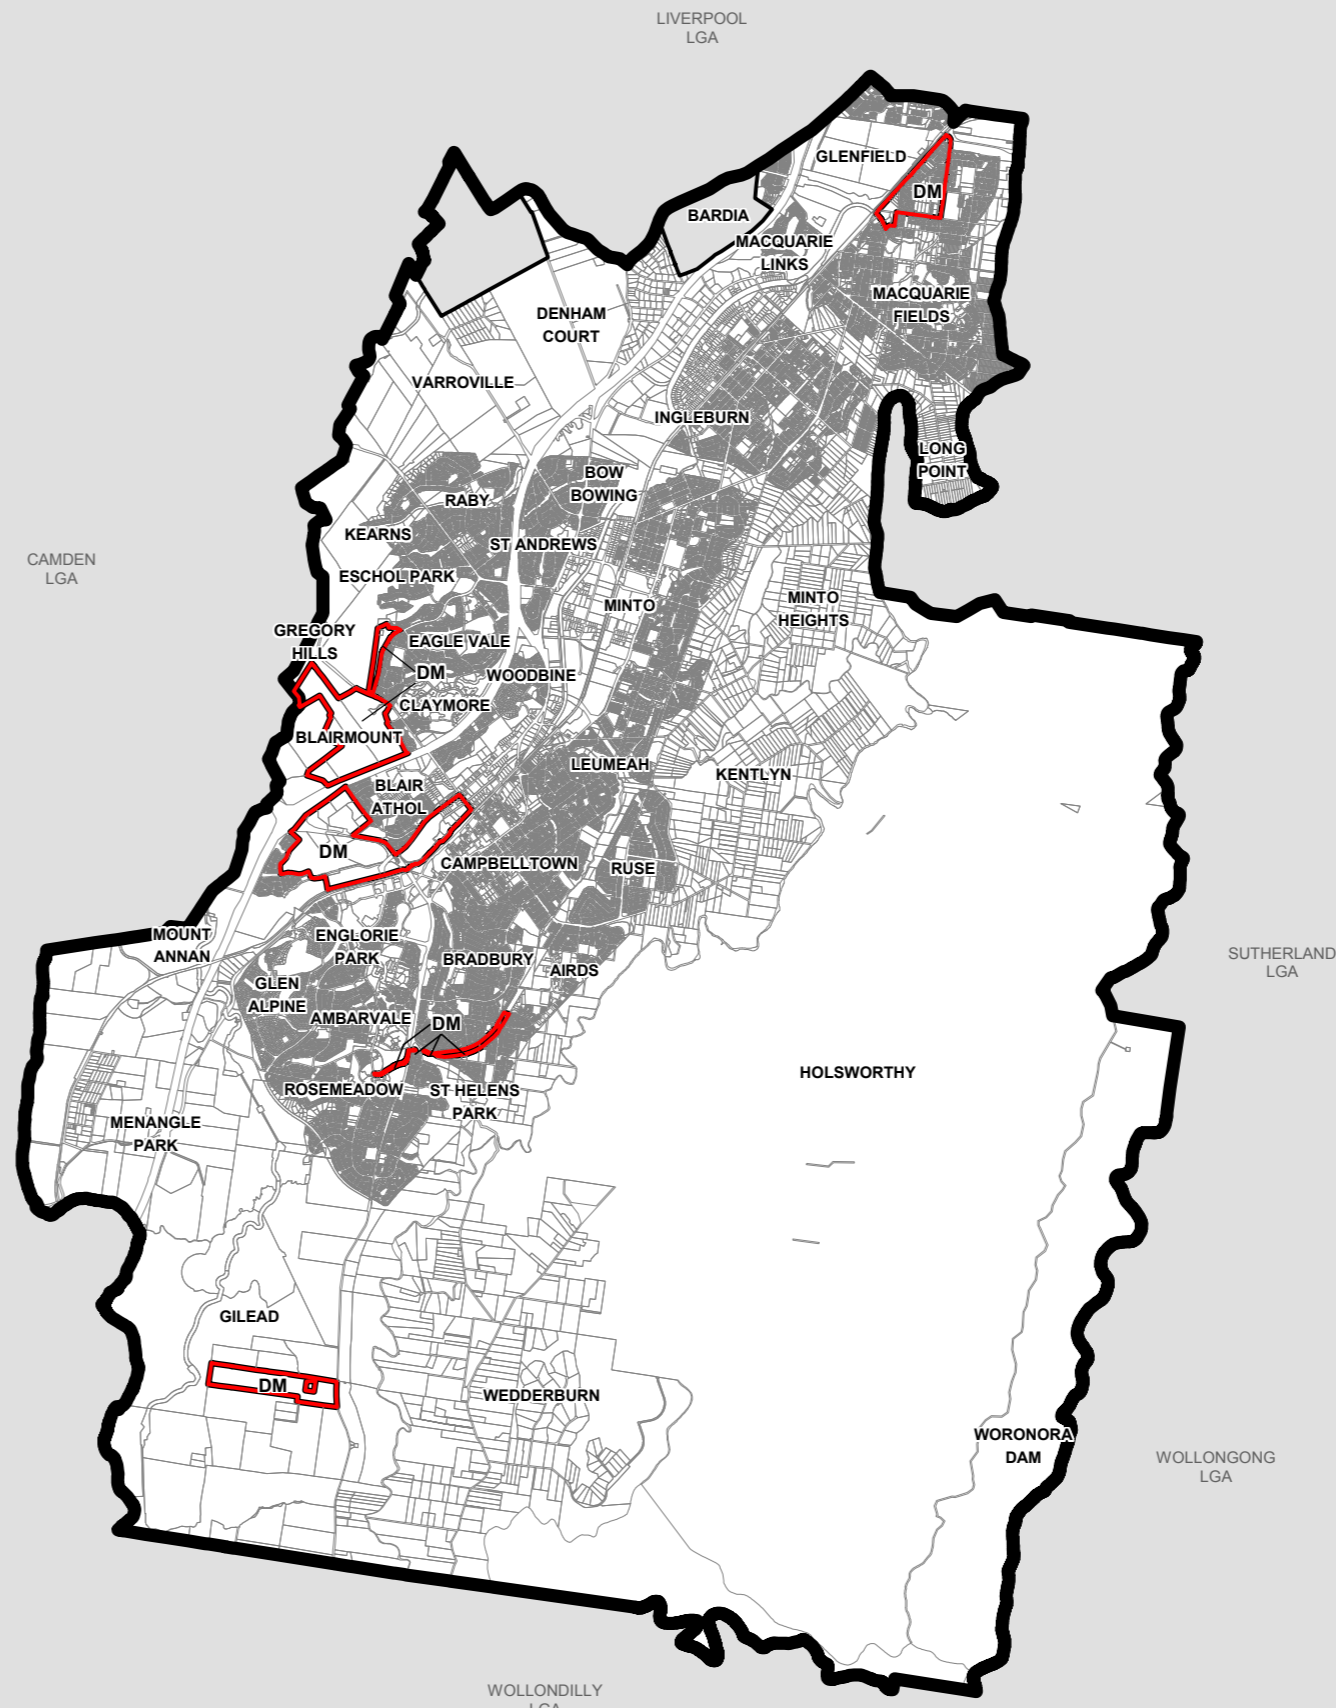 LIVERPOOL
LGA
GLENFIELD
DM
BARDIA
MACQUARIE
LINKS
MACQUARIE
FIELDS
DENHAM
COURT
VARROVILLE
INGLEBURN
LONG
POINT
BOW
BOWING
RABY
KEARNS
ST ANDREWS
CAMDEN
LGA
ESCHOL PARK
MINTO
MINTO
HEIGHTS
GREGORY
HILLS
EAGLE VALE
DM
WOODBINE
CLAYMORE
BLAIRMOUNT
LEUMEAH
KENTLYN
BLAIR
ATHOL
DM
CAMPBELLTOWN
RUSE
MOUNT
ANNAN
ENGLORIE
PARK
BRADBURY
AIRDS
SUTHERLAND
LGA
GLEN
ALPINE
AMBARVALE
DM
HOLSWORTHY
ROSEMEADOW
ST HELENS
PARK
MENANGLE
PARK
GILEAD
DM
WEDDERBURN
WORONORA
DAM
WOLLONGONG
LGA
WOLLONDILLY
LGA